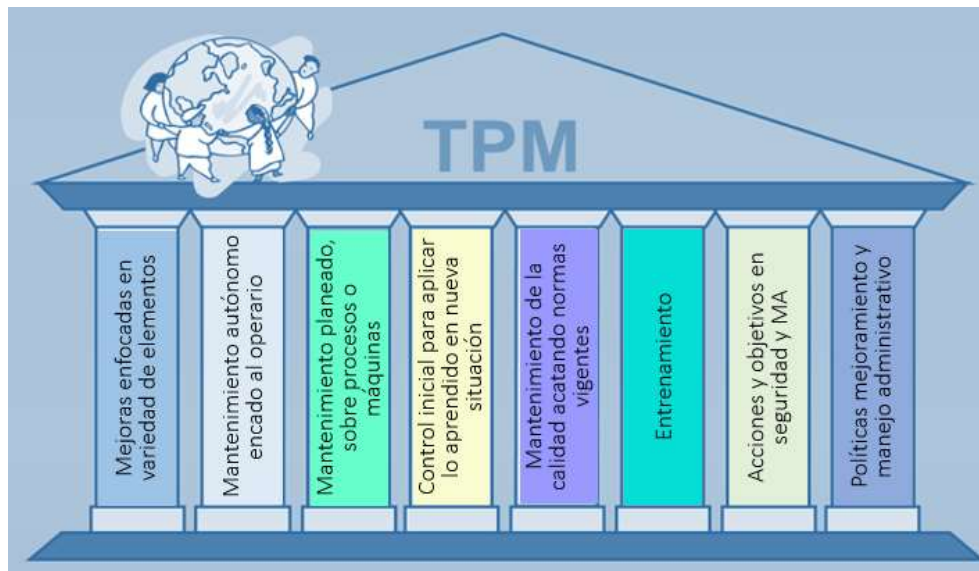 TPM
Mejoras enfocadas en
variedad de elementos
Mantenimiento autónomo
encado al operario
Mantenimiento planeado,
sobre procesos o
máquinas
Control inicial para aplicar
lo aprendido en nueva
situación
Mantenimiento de la
calidad acatando normas
vigentes
Entrenamiento
Acciones y objetivos en
seguridad y MA
Políticas mejoramiento y
manejo administrativo